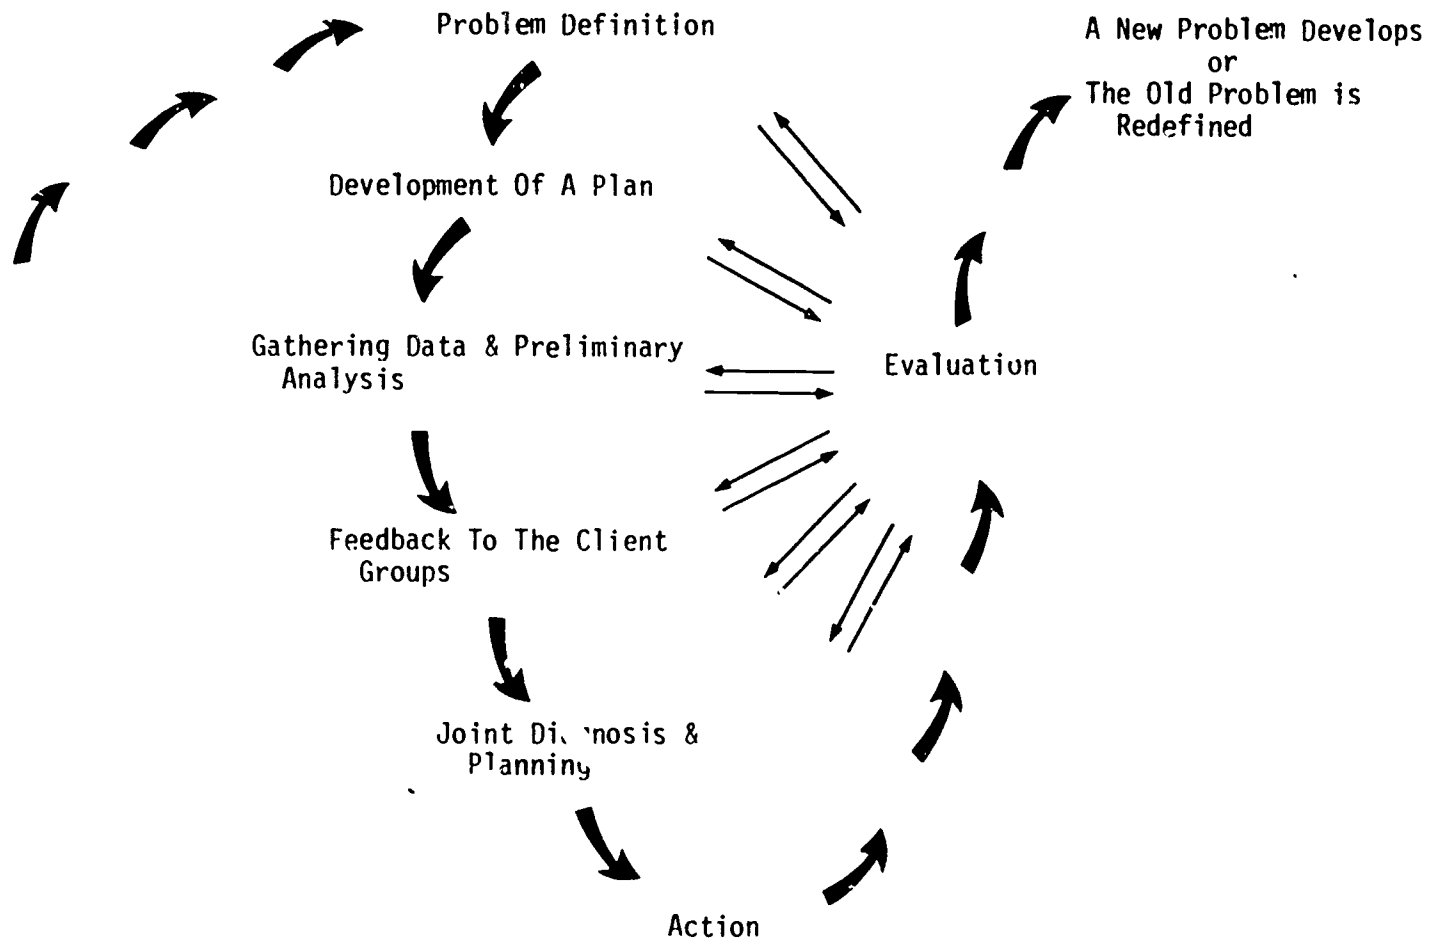 Problem Definition
A New Problem Develops
or
The Old Problem is
Redefined
Development Of A Plan
Gathering Data & Preliminary
Analysis
Evaluation
Feedback To The Client
Groups
Joint &
Planning
Action